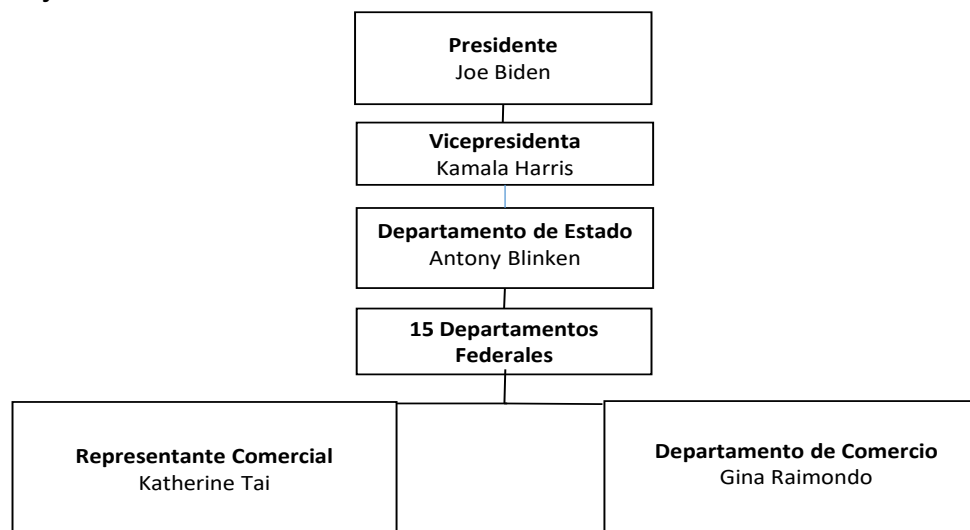 Presidente
Joe Biden
Vicepresidenta
Kamala Harris
Departamento de Estado
Antony Blinken
15 Departamentos
Federales
Representante Comercial
Katherine Tai
Departamento de Comercio
Gina Raimondo